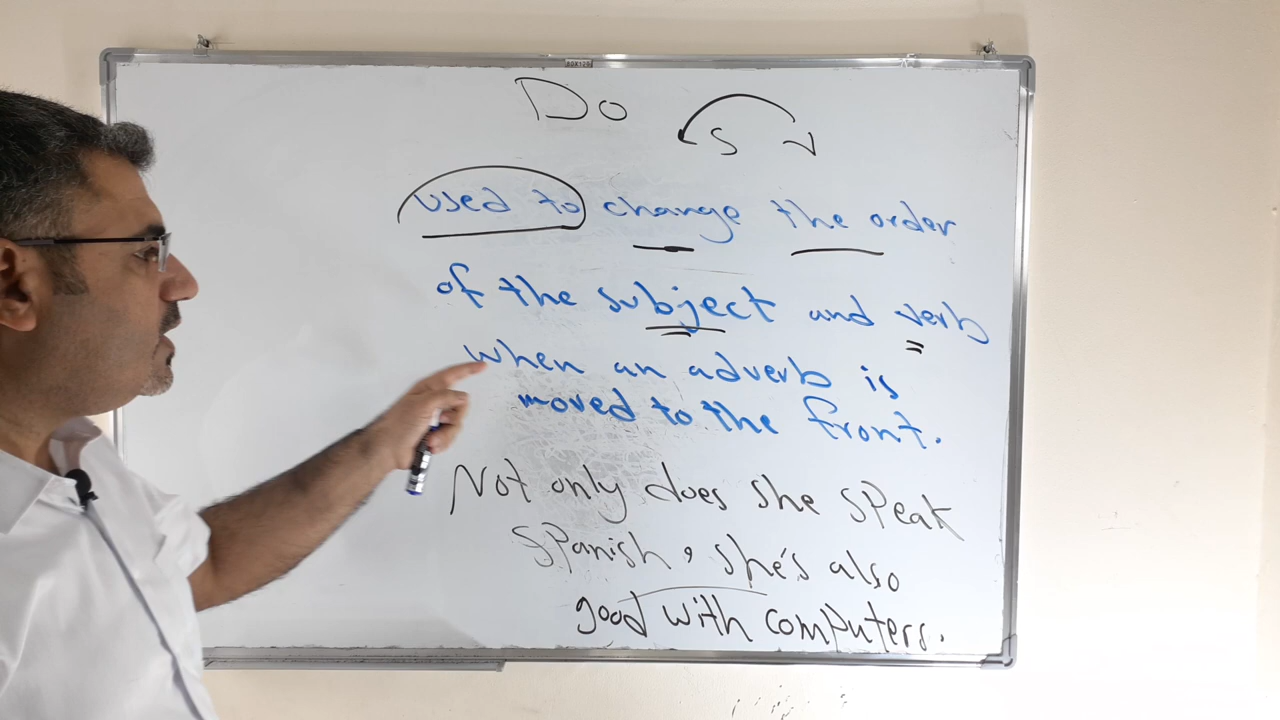 Do
S V
used to change the order
of the subject and verb
when an adverb is
moved to the front.
Not only does she speak
Spanish, she's also
good with computers.